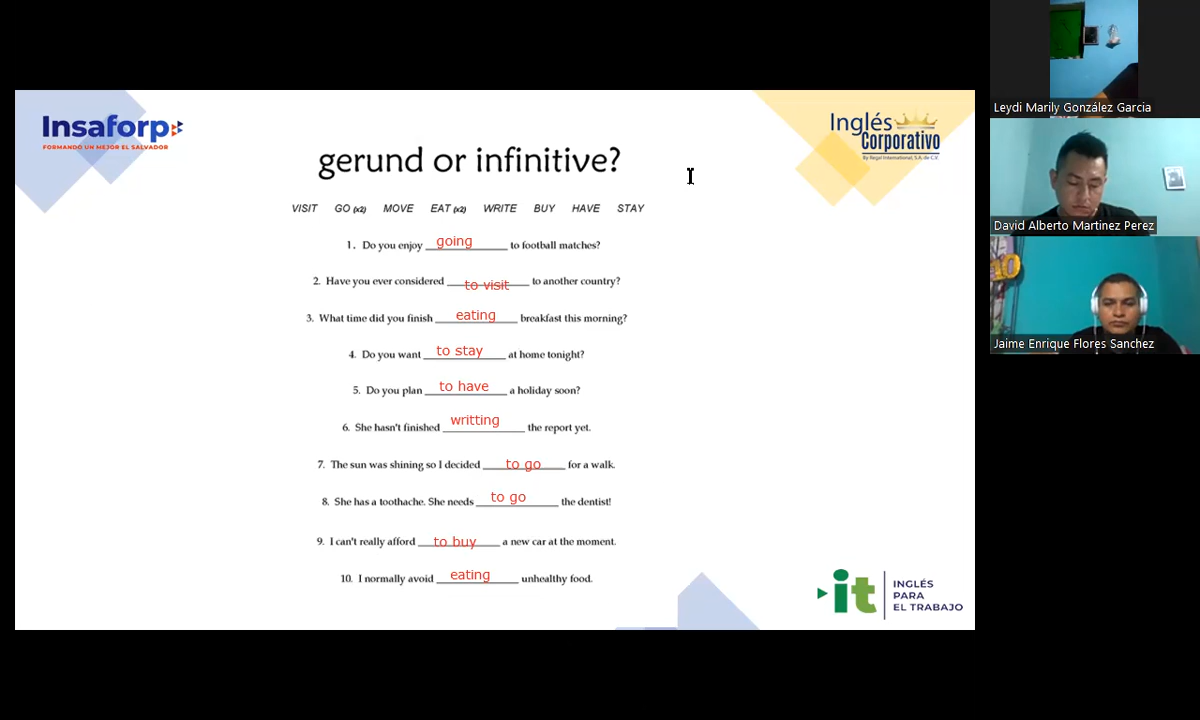 Insaforp
FORMANDO UN MEJOR EL SALVADOR
Inglés
Corporativo
By Regal International, S.A. de C.V.
gerund or infinitive?
VISIT GO (x2) MOVE EAT (x2) WRITE BUY HAVE STAY
1. Do you enjoy going to football matches?
2. Have you ever considered to visit to another country?
3. What time did you finish eating breakfast this morning?
4. Do you want to stay at home tonight?
5. Do you plan to have a holiday soon?
6. She hasn't finished writting the report yet.
7. The sun was shining so I decided to go for a walk.
8. She has a toothache. She needs to go the dentist!
9. I can't really afford to buy a new car at the moment.
10. I normally avoid eating unhealthy food.
it
INGLÉS
PARA
EL TRABAJO
Leydi Marily González Garcia
David Alberto Martinez Perez
Jaime Enrique Flores Sanchez